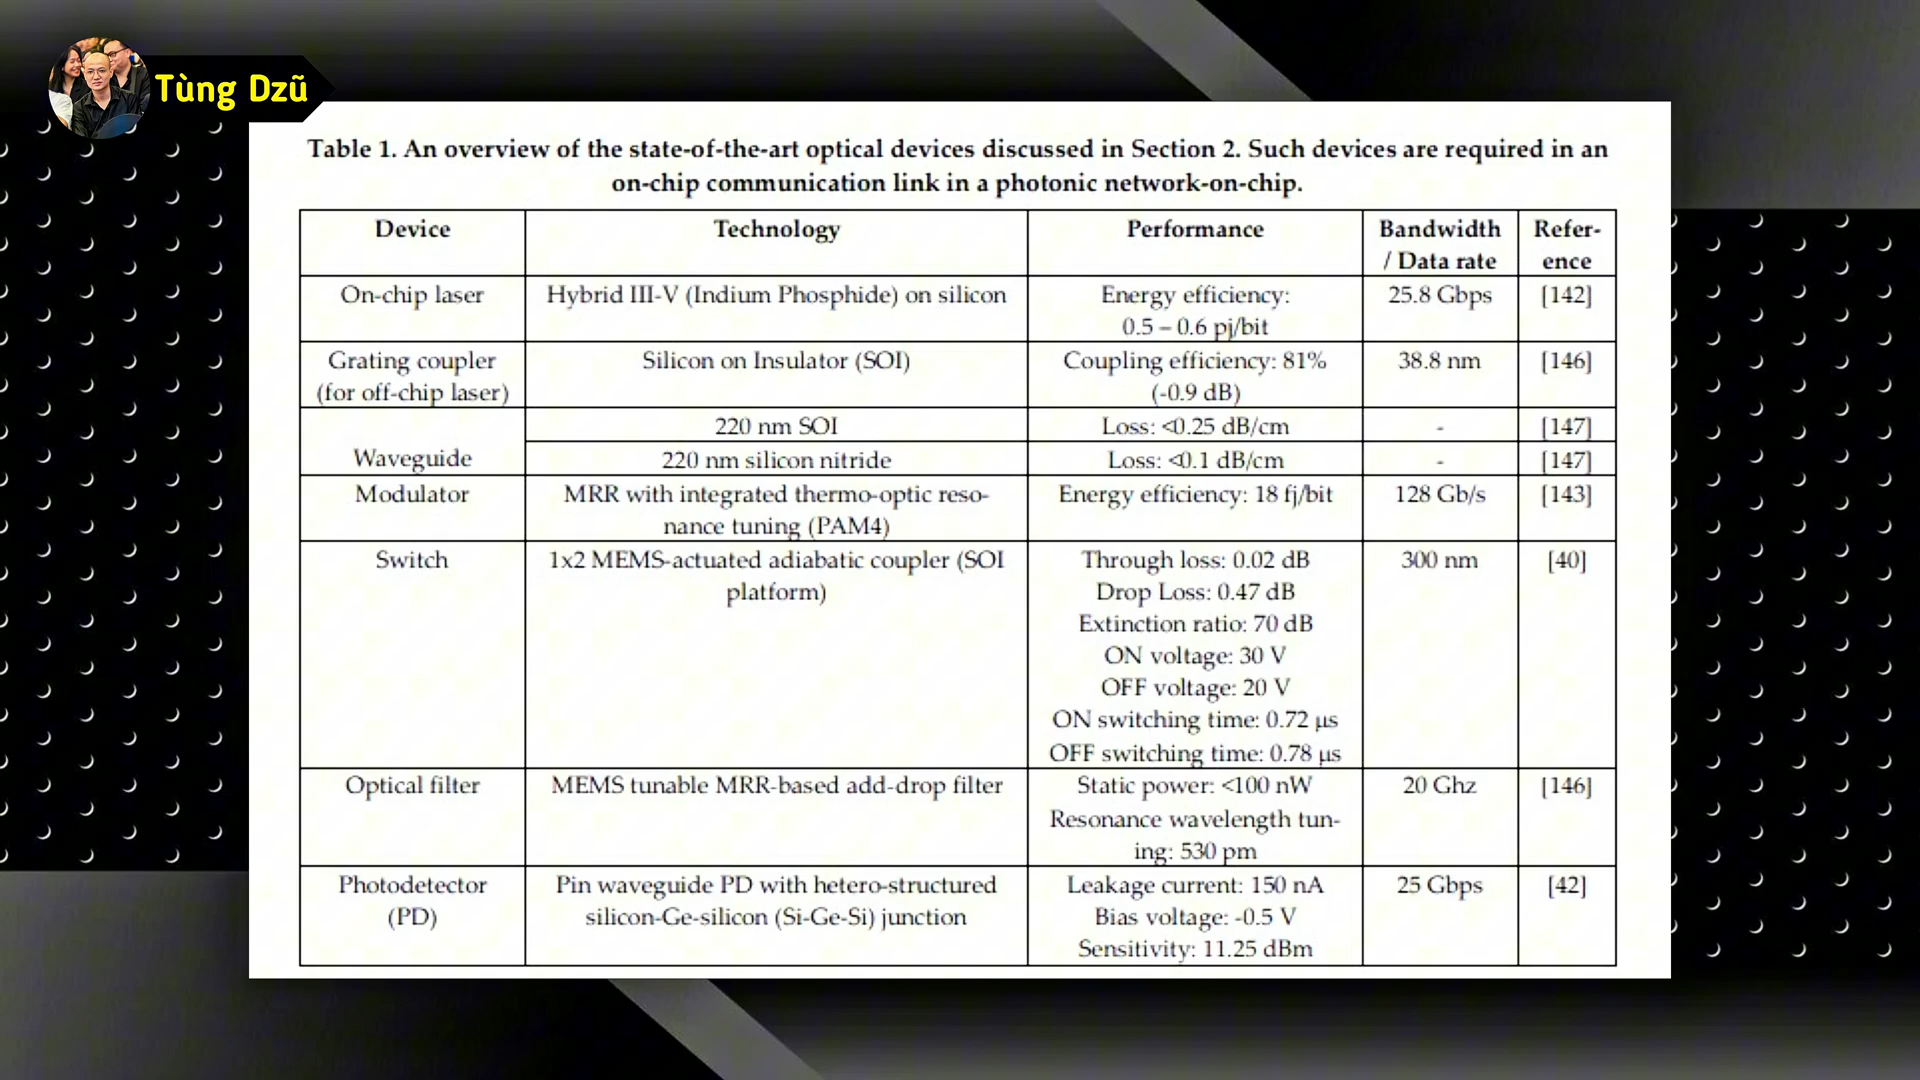 Tùng Dzũ
Table 1. An overview of the state-of-the-art optical devices discussed in Section 2. Such devices are required in an
on-chip communication link in a photonic network-on-chip.
Device Technology Performance Bandwidth / Data rate Refer-ence
On-chip laser Hybrid III-V (Indium Phosphide) on silicon Energy efficiency: 25.8 Gbps [142]
0.5 – 0.6 pj/bit
Grating coupler Silicon on Insulator (SOI) Coupling efficiency: 81% 38.8 nm [146]
(for off-chip laser) (-0.9 dB)
220 nm SOI Loss: <0.25 dB/cm - [147]
Waveguide 220 nm silicon nitride Loss: <0.1 dB/cm - [147]
Modulator MRR with integrated thermo-optic reso- Energy efficiency: 18 fj/bit 128 Gb/s [143]
nance tuning (PAM4)
Switch 1x2 MEMS-actuated adiabatic coupler (SOI Through loss: 0.02 dB 300 nm [40]
platform) Drop Loss: 0.47 dB
Extinction ratio: 70 dB
ON voltage: 30 V
OFF voltage: 20 V
ON switching time: 0.72 µs
OFF switching time: 0.78 µs
Optical filter MEMS tunable MRR-based add-drop filter Static power: <100 nW 20 Ghz [146]
Resonance wavelength tun-
ing: 530 pm
Photodetector Pin waveguide PD with hetero-structured Leakage current: 150 nA 25 Gbps [42]
(PD) silicon-Ge-silicon (Si-Ge-Si) junction Bias voltage: -0.5 V
Sensitivity: 11.25 dBm